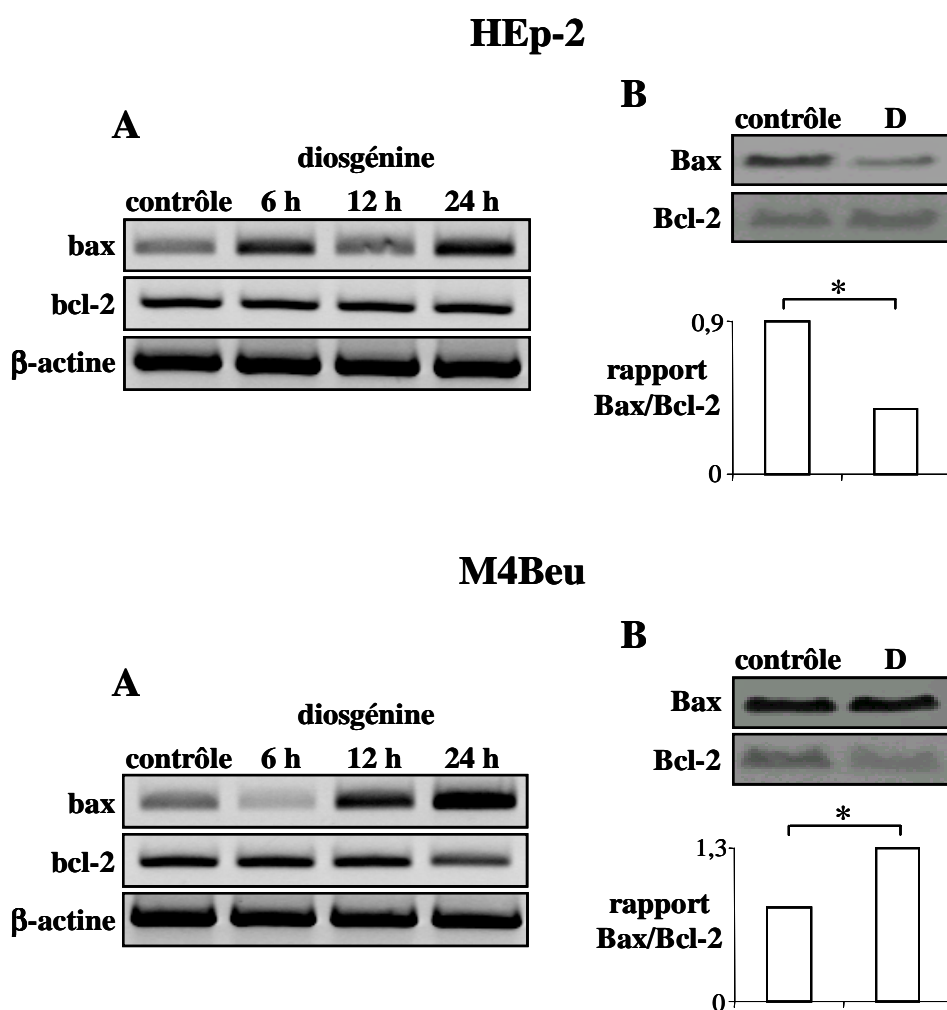 HEp-2
A
diosgénine
contrôle 6 h 12 h 24 h
bax
bcl-2
β-actine
B
contrôle D
Bax
Bcl-2
*
0,9
rapport
Bax/Bcl-2
0
M4Beu
A
diosgénine
contrôle 6 h 12 h 24 h
bax
bcl-2
β-actine
B
contrôle D
Bax
Bcl-2
*
1,3
rapport
Bax/Bcl-2
0